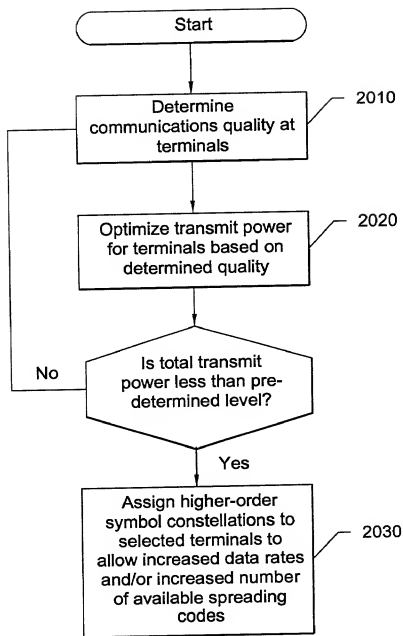 Start
Determine
communications quality at
terminals
2010
Optimize transmit power
for terminals based on
determined quality
2020
Is total transmit
power less than pre-
determined level?
No
Yes
Assign higher-order
symbol constellations to
selected terminals to
allow increased data rates
and/or increased number
of available spreading
codes
2030